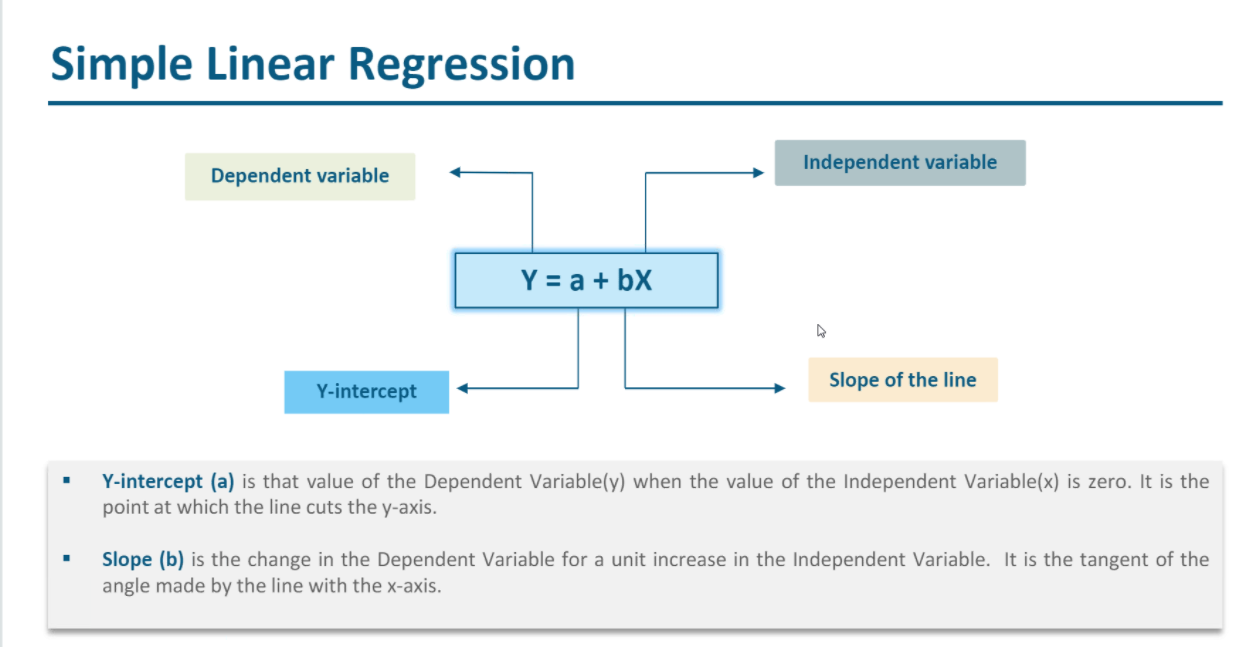 Simple Linear Regression
Dependent variable
Independent variable
Y = a + bX
Y-intercept
Slope of the line
▪ Y-intercept (a) is that value of the Dependent Variable(y) when the value of the Independent Variable(x) is zero. It is the
point at which the line cuts the y-axis.
▪ Slope (b) is the change in the Dependent Variable for a unit increase in the Independent Variable. It is the tangent of the
angle made by the line with the x-axis.